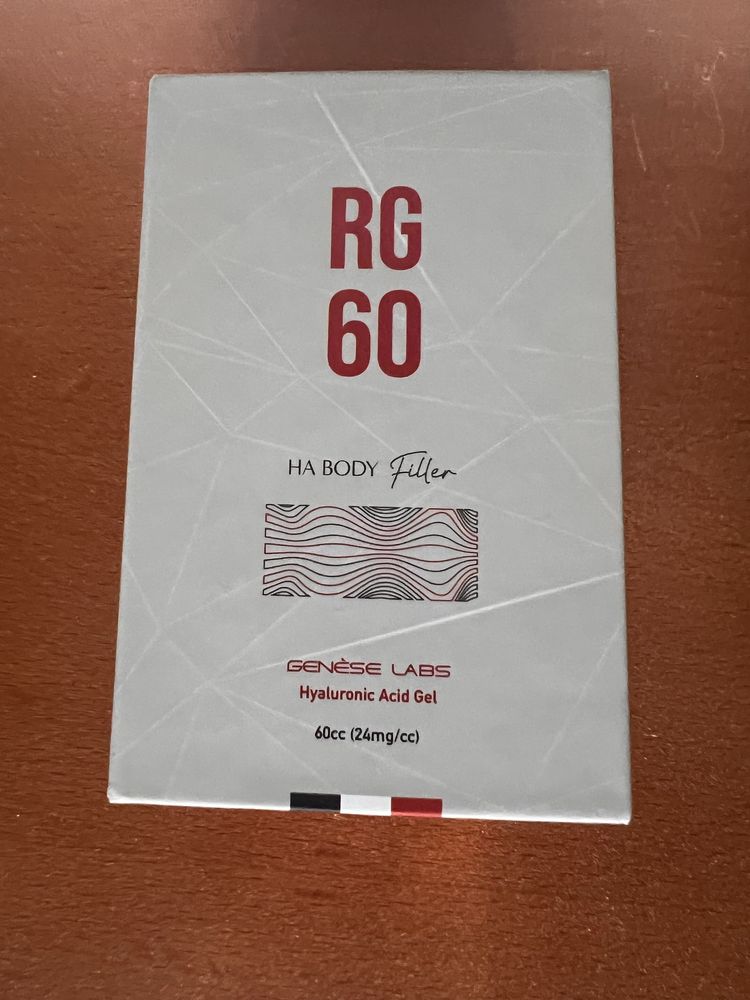 RG
60
HA BODY Filler
GENÈSE LABS
Hyaluronic Acid Gel
60cc (24mg/cc)